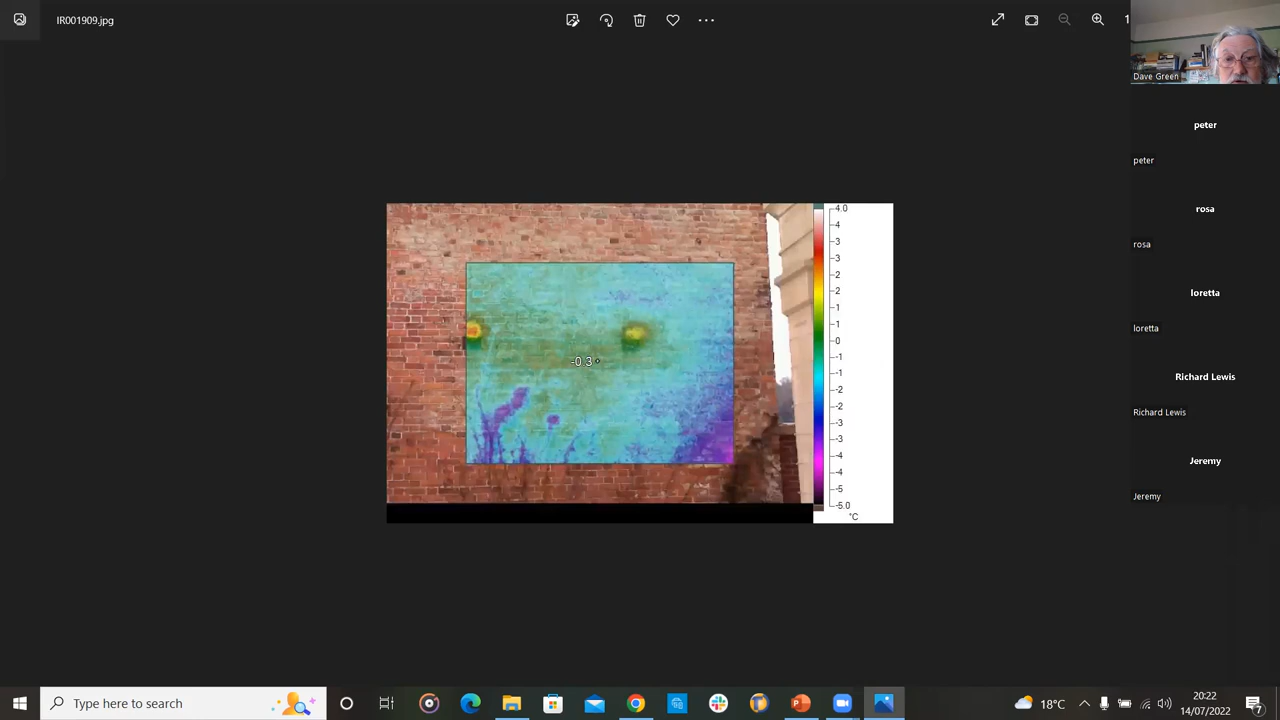 IR001909.jpg
1
Dave Green
peter
peter
rosa
rosa
loretta
loretta
Richard Lewis
Richard Lewis
Jeremy
Jeremy
-0.3
4.0
4
3
3
2
2
1
1
-0
-1
-1
-2
-2
-3
-3
-4
-4
-5
-5.0
°C
Type here to search
18°C
20:22
14/07/2022
7